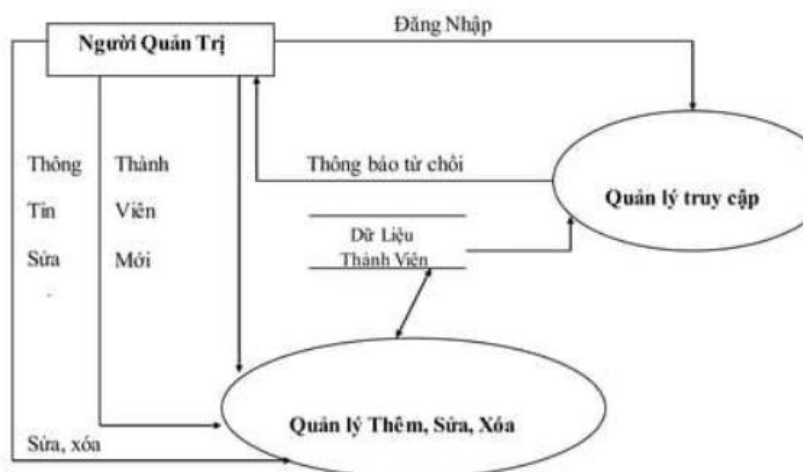 Đăng Nhập
Người Quản Trị
Thông Thành
Thông báo từ chối
Quản lý truy cập
Tin Viên
Dữ Liệu
Sửa Mới
Thành Viên
Quản lý Thêm, Sửa, Xóa
Sửa, xóa